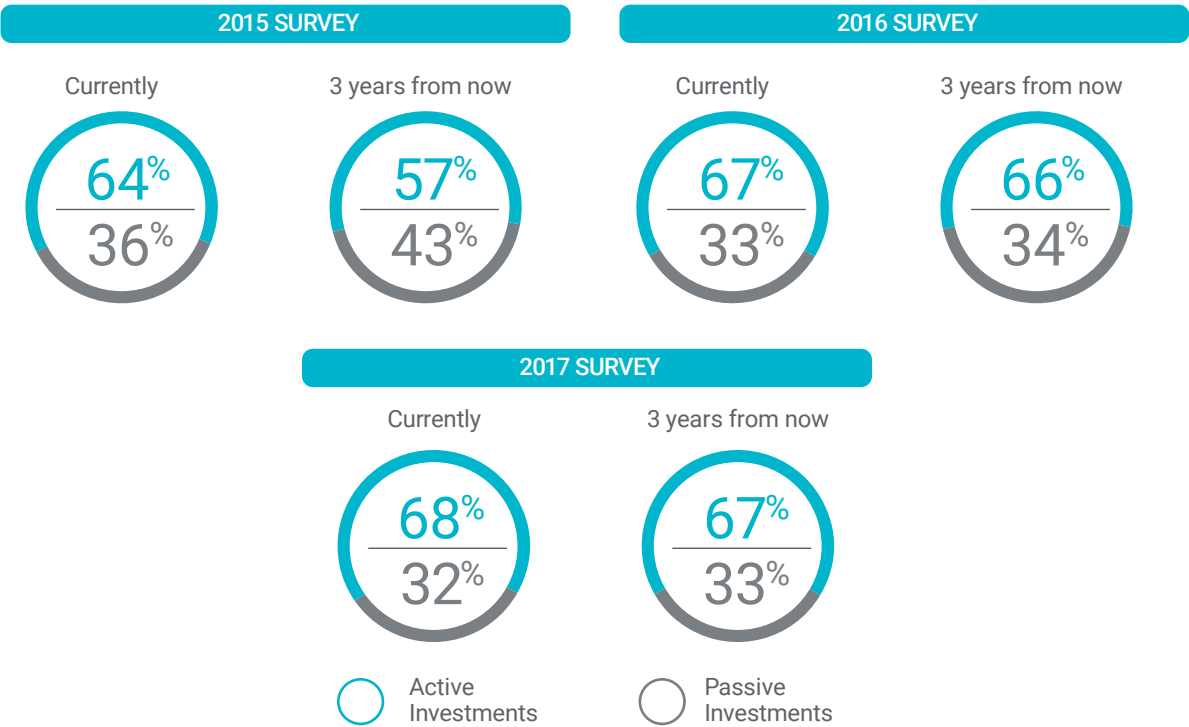 2015 SURVEY
2016 SURVEY
Currently
3 years from now
Currently
3 years from now
64%
36%
57%
43%
67%
33%
66%
34%
2017 SURVEY
Currently
3 years from now
68%
32%
67%
33%
Active
Investments
Passive
Investments